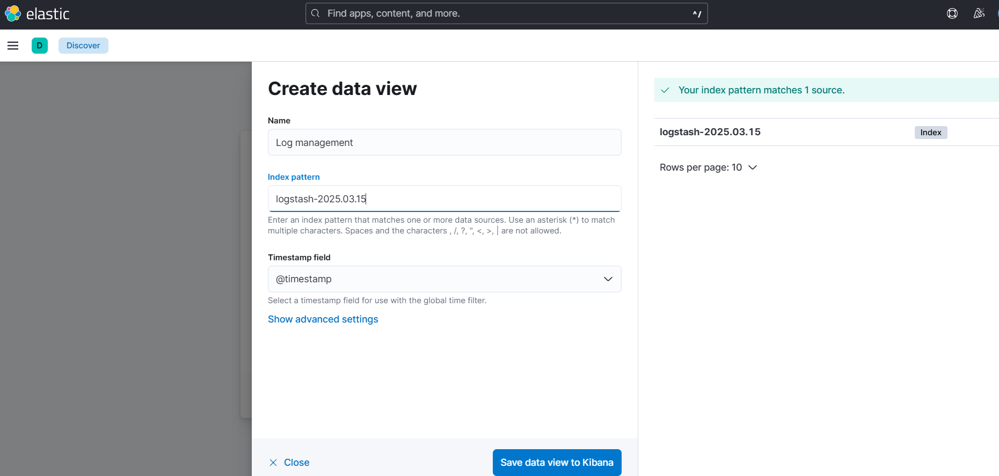 elastic
Find apps, content, and more.
^/
D
Discover
Create data view
Name
Log management
Index pattern
logstash-2025.03.15
Enter an index pattern that matches one or more data sources. Use an asterisk (*) to match
multiple characters. Spaces and the characters , /, ?, ", <, >, | are not allowed.
Timestamp field
@timestamp
Select a timestamp field for use with the global time filter.
Show advanced settings
Close
Save data view to Kibana
Your index pattern matches 1 source.
logstash-2025.03.15
Index
Rows per page: 10